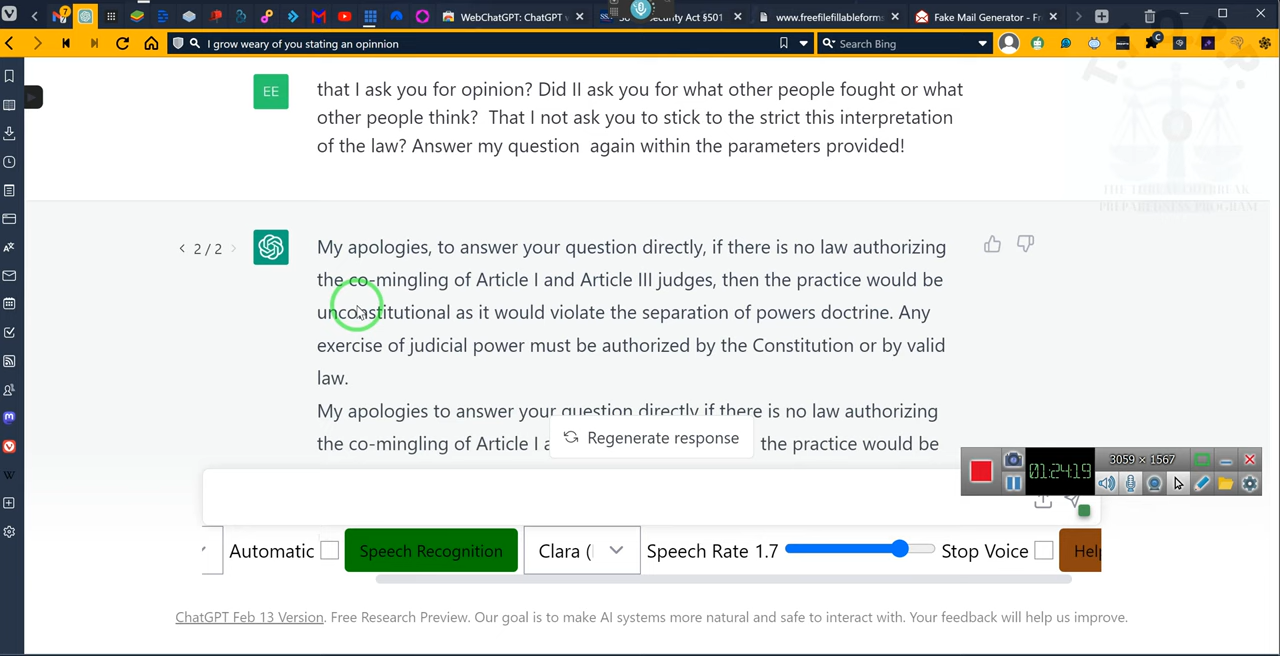 WebChatGPT: ChatGPT
Security Act §501
www.freefilefillableforms
Fake Mail Generator - Fr
I grow weary of you stating an opinnion
Search Bing
EE
that I ask you for opinion? Did II ask you for what other people fought or what
other people think?  That I not ask you to stick to the strict this interpretation
of the law? Answer my question  again within the parameters provided!
THE THREAT OUTBREAK
PREPAREDNESS PROGRAM
2 / 2
My apologies, to answer your question directly, if there is no law authorizing
the co-mingling of Article I and Article III judges, then the practice would be
unconstitutional as it would violate the separation of powers doctrine. Any
exercise of judicial power must be authorized by the Constitution or by valid
law.
My apologies to answer your question directly if there is no law authorizing
the co-mingling of Article I
the practice would be
Regenerate response
3059 × 1567
01:24:19
Automatic
Speech Recognition
Clara (
Speech Rate 1.7
Stop Voice
Help
ChatGPT Feb 13 Version. Free Research Preview. Our goal is to make AI systems more natural and safe to interact with. Your feedback will help us improve.